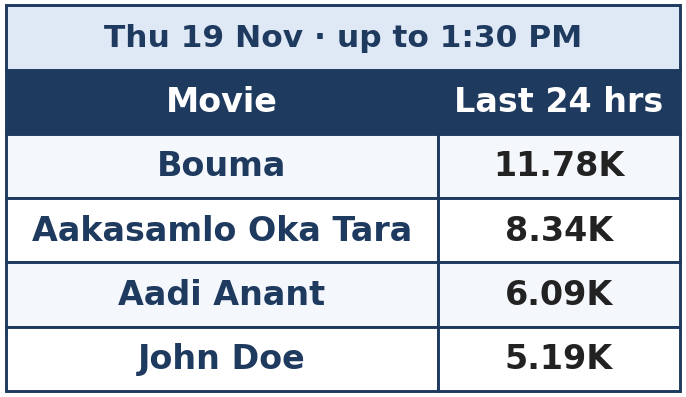 Thu 19 Nov · up to 1:30 PM
Movie Last 24 hrs
Bouma 11.78K
Aakasamlo Oka Tara 8.34K
Aadi Anant 6.09K
John Doe 5.19K